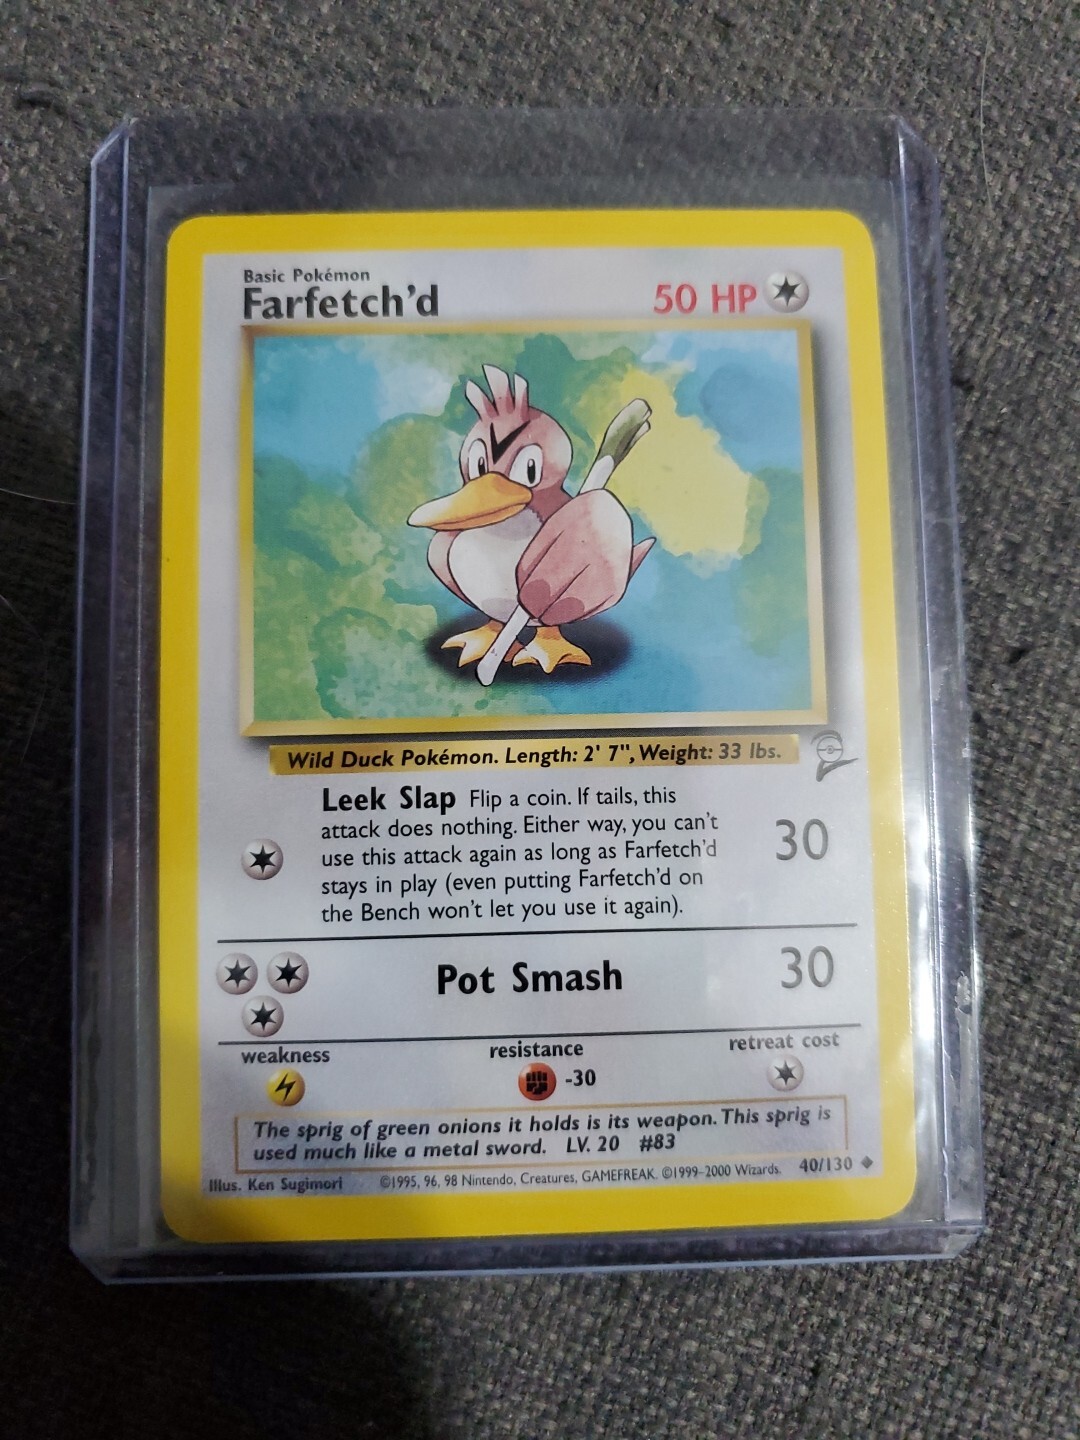 Basic Pokémon
Farfetch'd
50 HP
Wild Duck Pokémon. Length: 2' 7", Weight: 33 lbs.
Leek Slap Flip a coin. If tails, this
attack does nothing. Either way, you can't
use this attack again as long as Farfetch'd
stays in play (even putting Farfetch'd on
the Bench won't let you use it again).
30
Pot Smash
30
weakness
resistance
retreat cost
-30
The sprig of green onions it holds is its weapon. This sprig is
used much like a metal sword. LV. 20 #83
Illus. Ken Sugimori ©1995, 96, 98 Nintendo, Creatures, GAMEFREAK. ©1999-2000 Wizards. 40/130